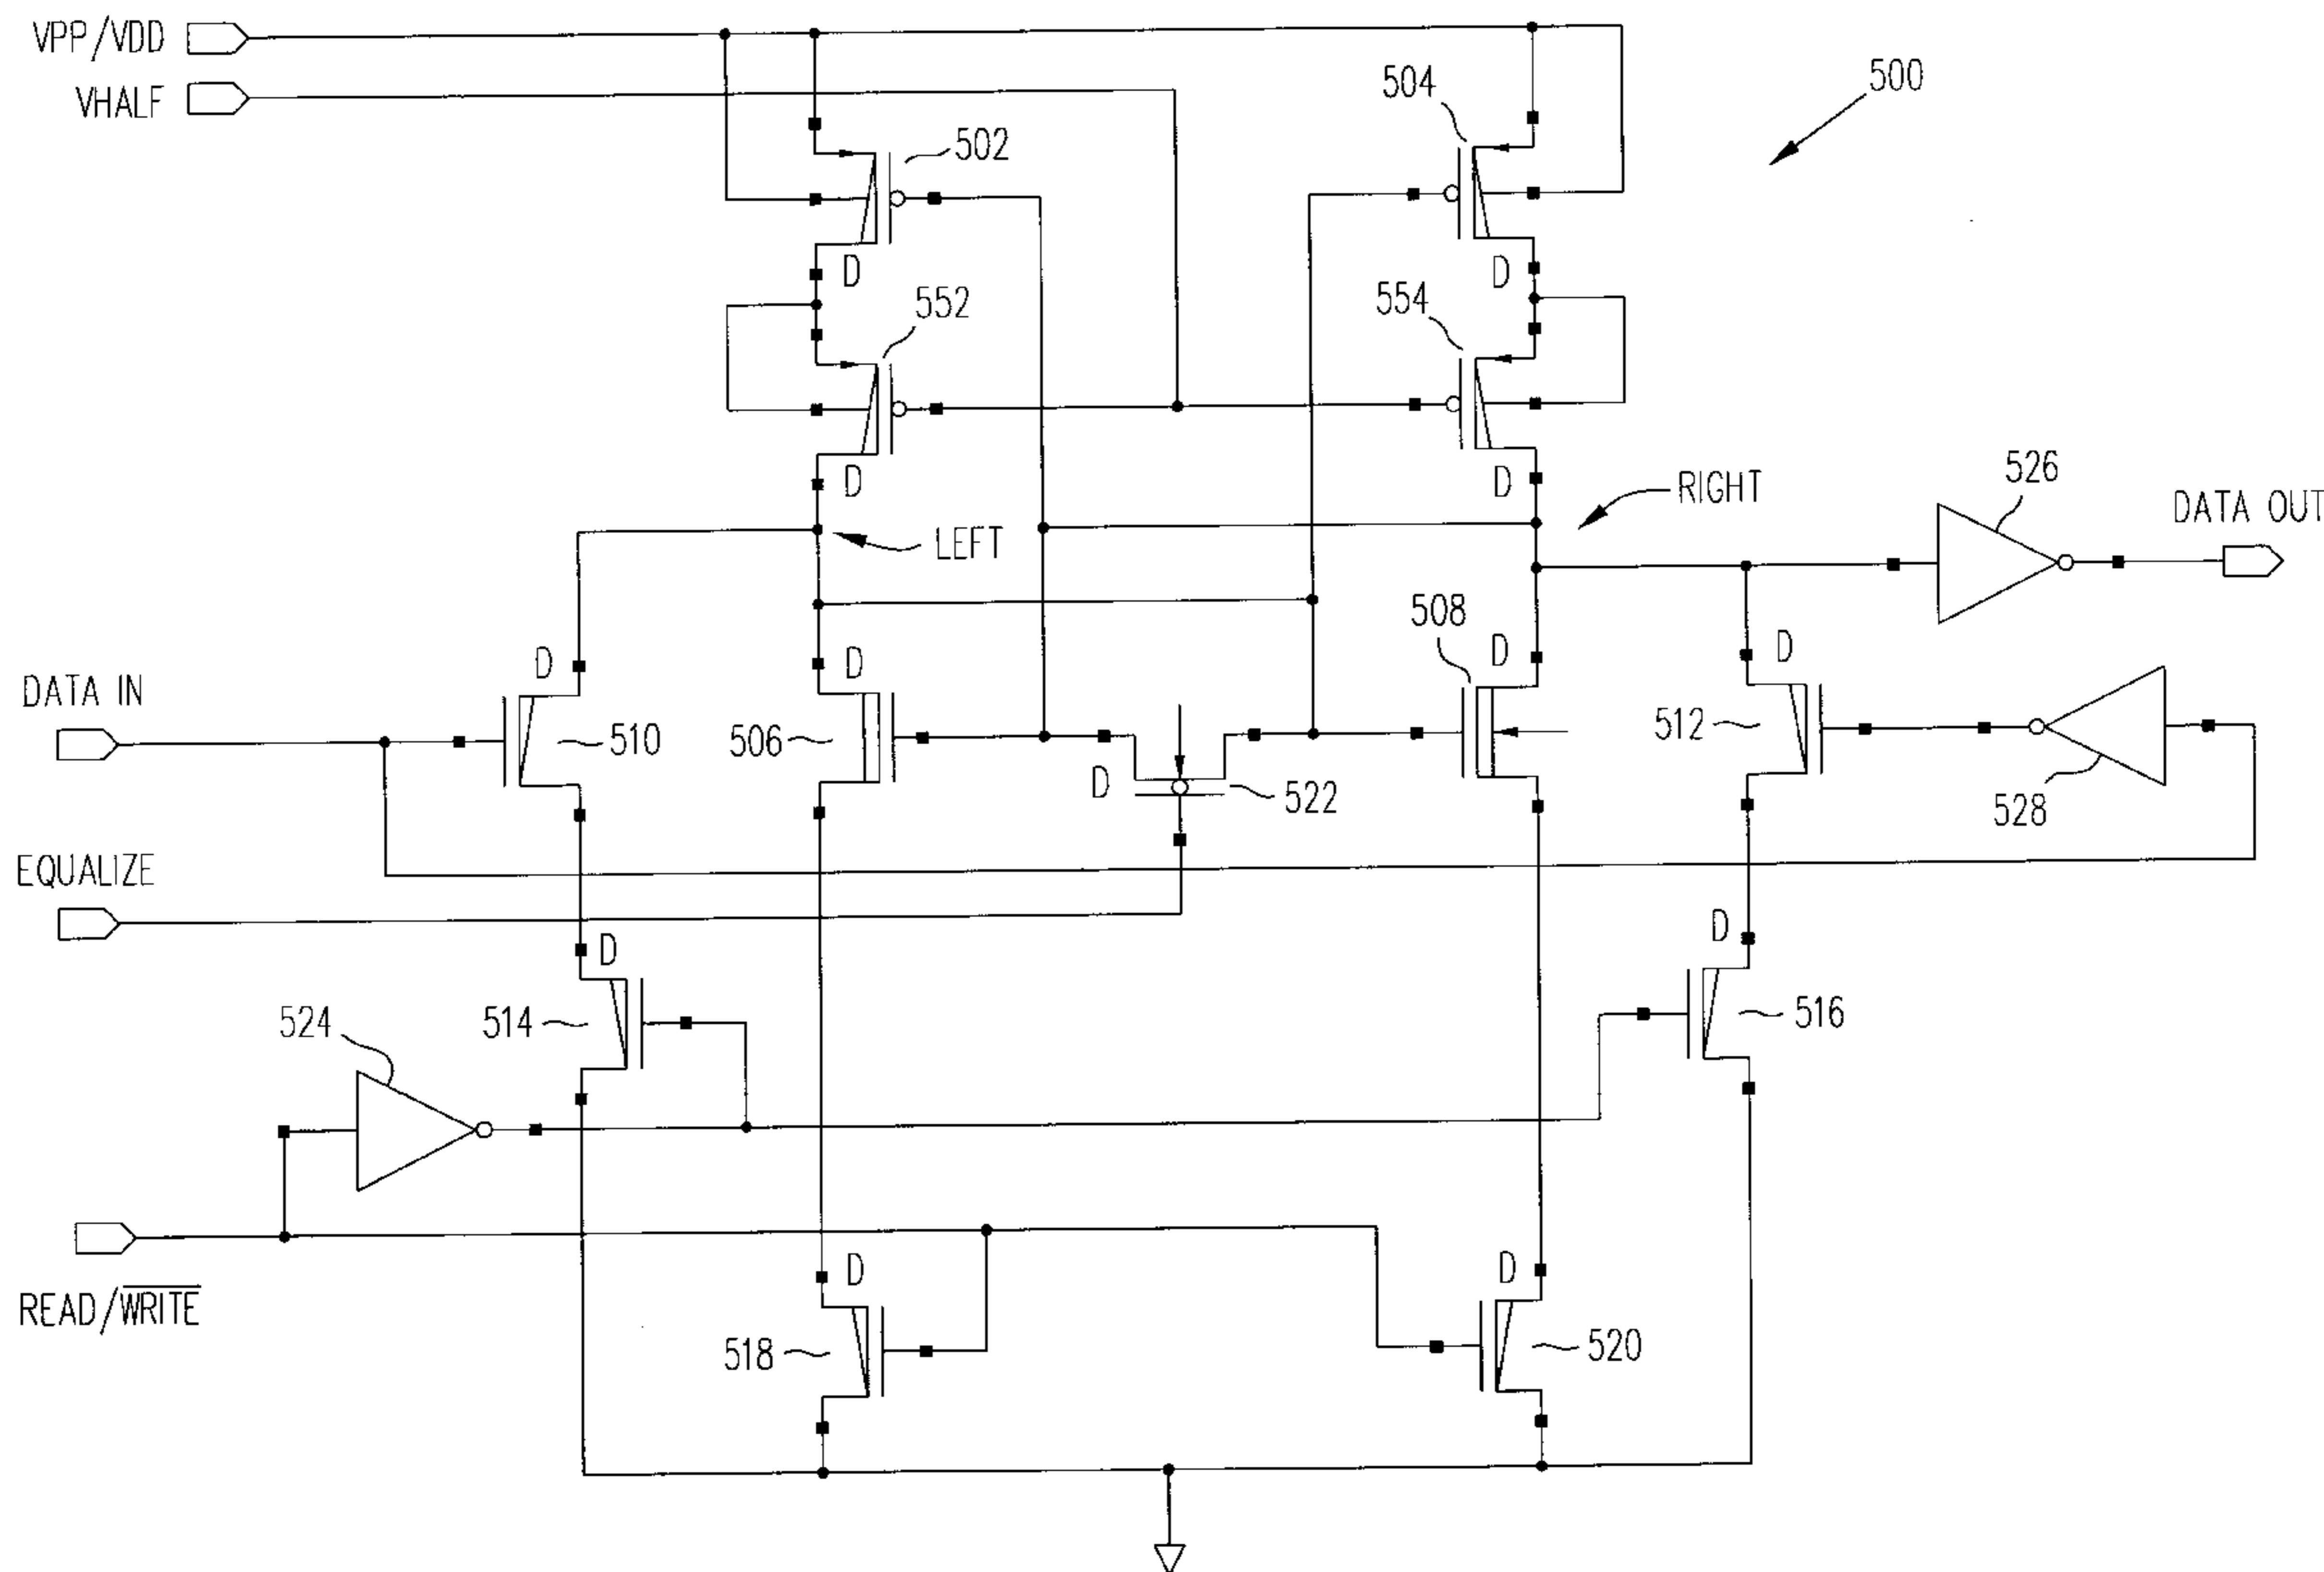 VPP/VDD
VHALF
500
504
502
D
D
552
554
D
D
RIGHT
LEFT
526
DATA OUT
508
D
D
D
D
DATA IN
510
506
512
D
522
528
EQUALIZE
D
D
514
516
524
D
D
READ/WRITE
518
520